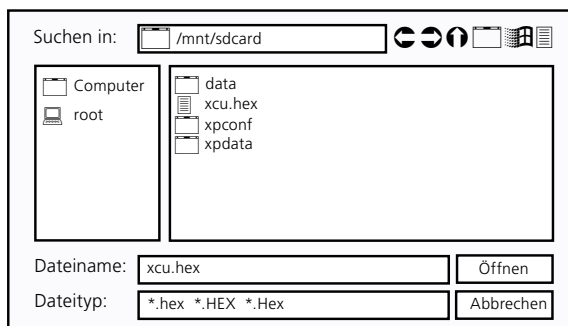 Suchen in: /mnt/sdcard
Computer
root
data
xcu.hex
xpconf
xpdata
Dateiname: xcu.hex Öffnen
Dateityp: *.hex *.HEX *.Hex Abbrechen